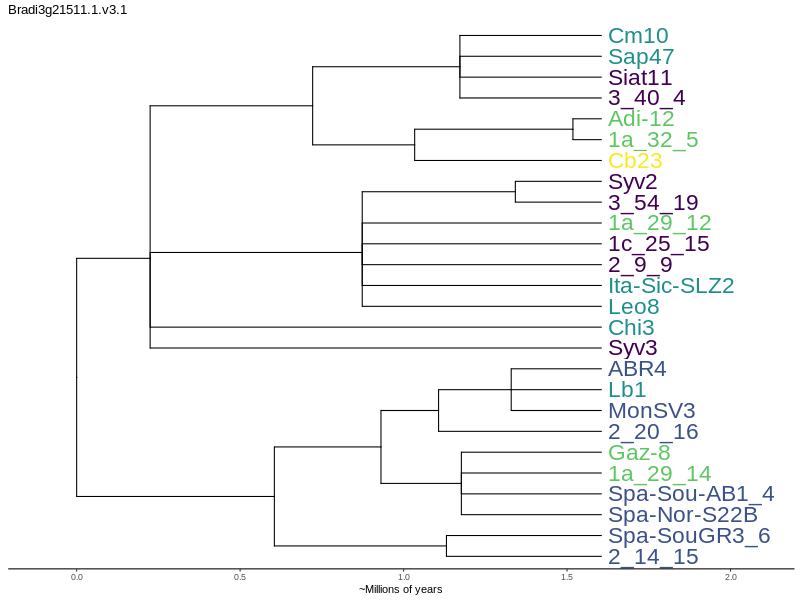 Bradi3g21511.1.v3.1
Cm10
Sap47
Siat11
3_40_4
Adi-12
1a_32_5
Cb23
Syv2
3_54_19
1a_29_12
1c_25_15
2_9_9
Ita-Sic-SLZ2
Leo8
Chi3
Syv3
ABR4
Lb1
MonSV3
2_20_16
Gaz-8
1a_29_14
Spa-Sou-AB1_4
Spa-Nor-S22B
Spa-SouGR3_6
2_14_15
0.0 0.5 1.0 1.5 2.0
~Millions of years